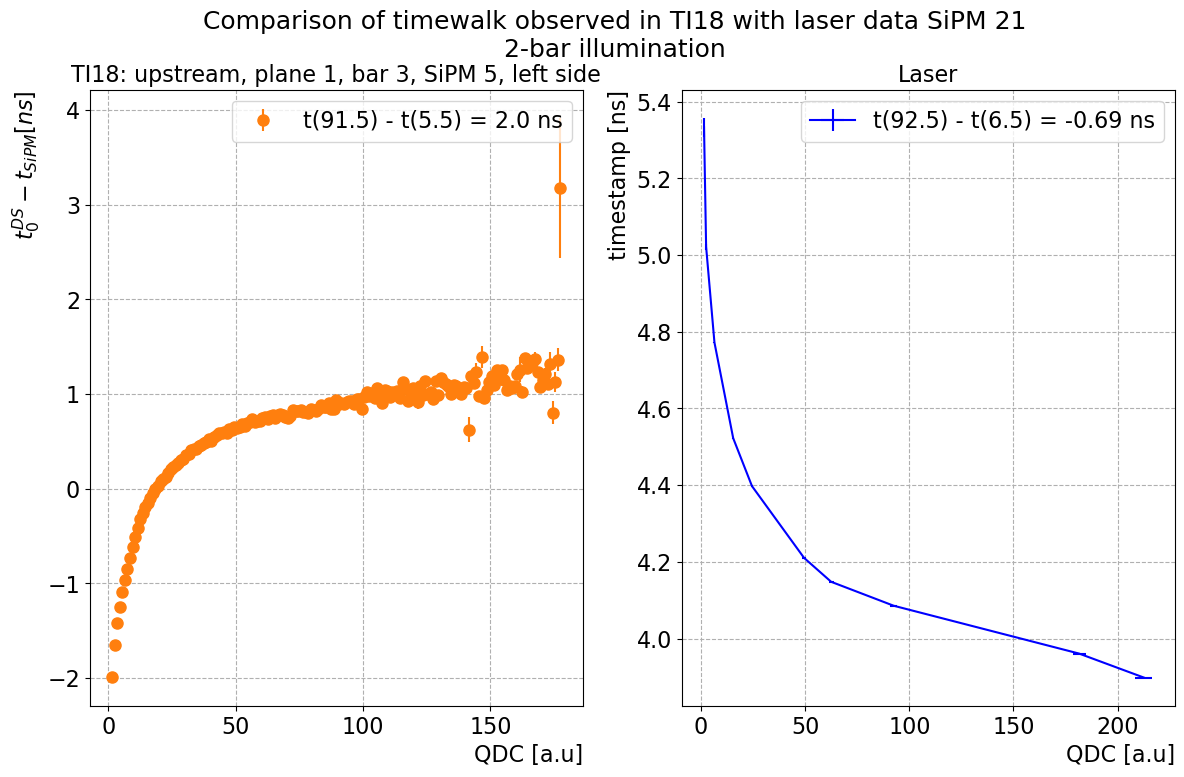 Comparison of timewalk observed in TI18 with laser data SiPM 21
2-bar illumination
TI18: upstream, plane 1, bar 3, SiPM 5, left side
t(91.5) - t(5.5) = 2.0 ns
t₀ᴰˢ − t_SiPM[ns]
4
3
2
1
0
−1
−2
0
50
100
150
QDC [a.u]
Laser
t(92.5) - t(6.5) = -0.69 ns
timestamp [ns]
5.4
5.2
5.0
4.8
4.6
4.4
4.2
4.0
0
50
100
150
200
QDC [a.u]